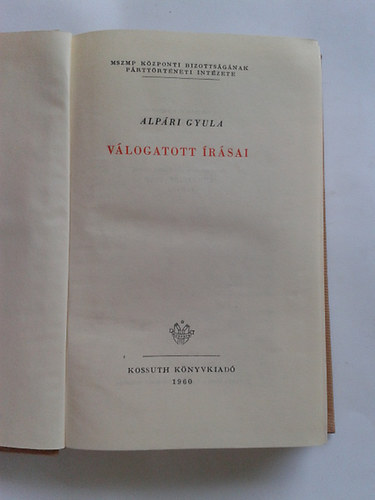 MSZMP KÖZPONTI BIZOTTSÁGÁNAK
PÁRTTÖRTÉNETI INTÉZETE
ALPÁRI GYULA
VÁLOGATOTT ÍRÁSAI
KOSSUTH KÖNYVKIADÓ
1960